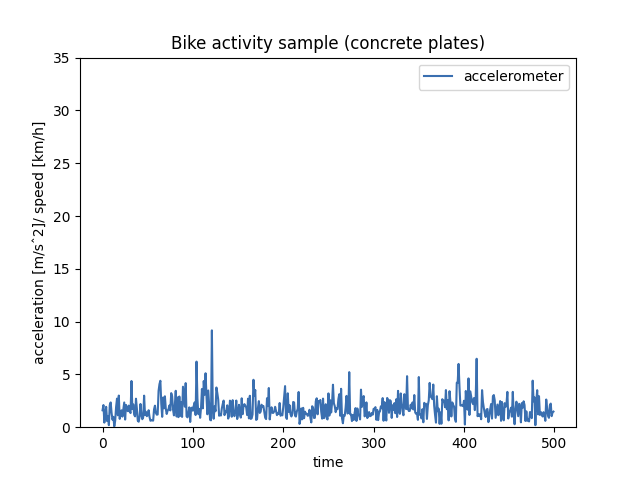 Bike activity sample (concrete plates)
accelerometer
acceleration [m/sˆ2]/ speed [km/h]
35
30
25
20
15
10
5
0
0 100 200 300 400 500
time